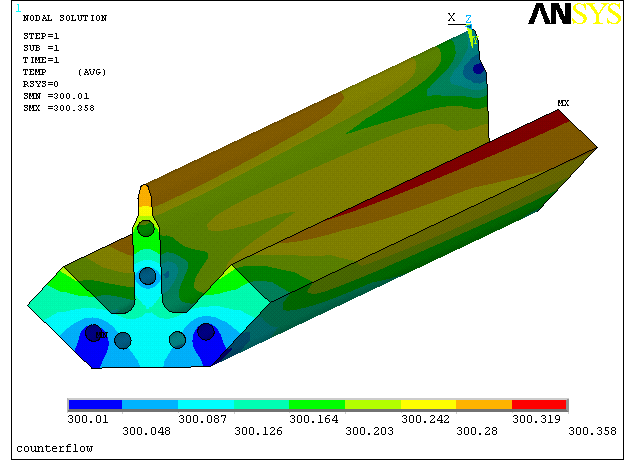 1
NODAL SOLUTION
ANSYS
STEP=1
SUB =1
TIME=1
TEMP (AVG)
RSYS=0
SMN =300.01
SMX =300.358
X
Z
MX
300.01 300.087 300.164 300.242 300.319
300.048 300.126 300.203 300.28 300.358
counterflow